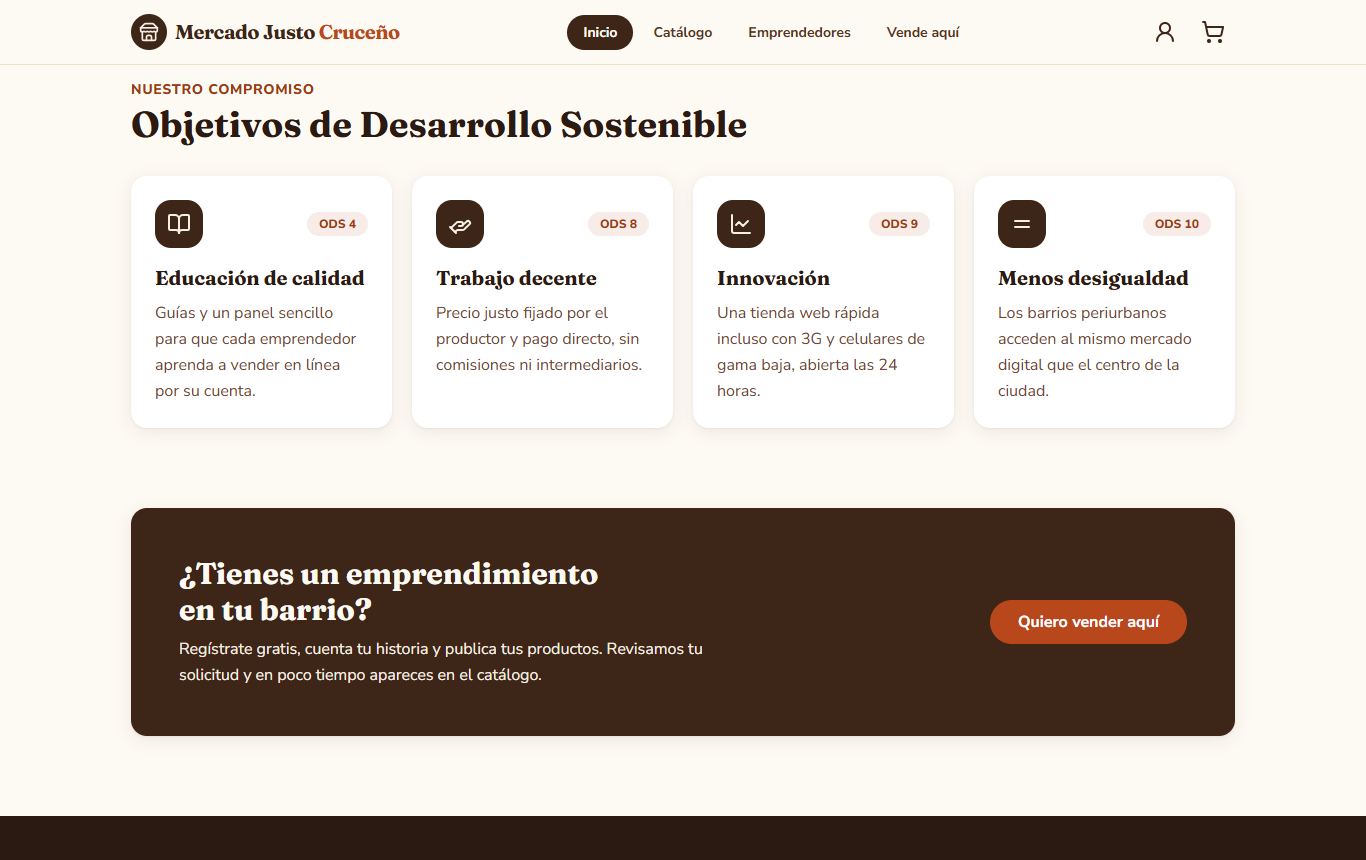 Mercado Justo Cruceño
Inicio
Catálogo
Emprendedores
Vende aquí
NUESTRO COMPROMISO
Objetivos de Desarrollo Sostenible
ODS 4
Educación de calidad
Guías y un panel sencillo
para que cada emprendedor
aprenda a vender en línea
por su cuenta.
ODS 8
Trabajo decente
Precio justo fijado por el
productor y pago directo, sin
comisiones ni intermediarios.
ODS 9
Innovación
Una tienda web rápida
incluso con 3G y celulares de
gama baja, abierta las 24
horas.
ODS 10
Menos desigualdad
Los barrios periurbanos
acceden al mismo mercado
digital que el centro de la
ciudad.
¿Tienes un emprendimiento
en tu barrio?
Regístrate gratis, cuenta tu historia y publica tus productos. Revisamos tu
solicitud y en poco tiempo apareces en el catálogo.
Quiero vender aquí